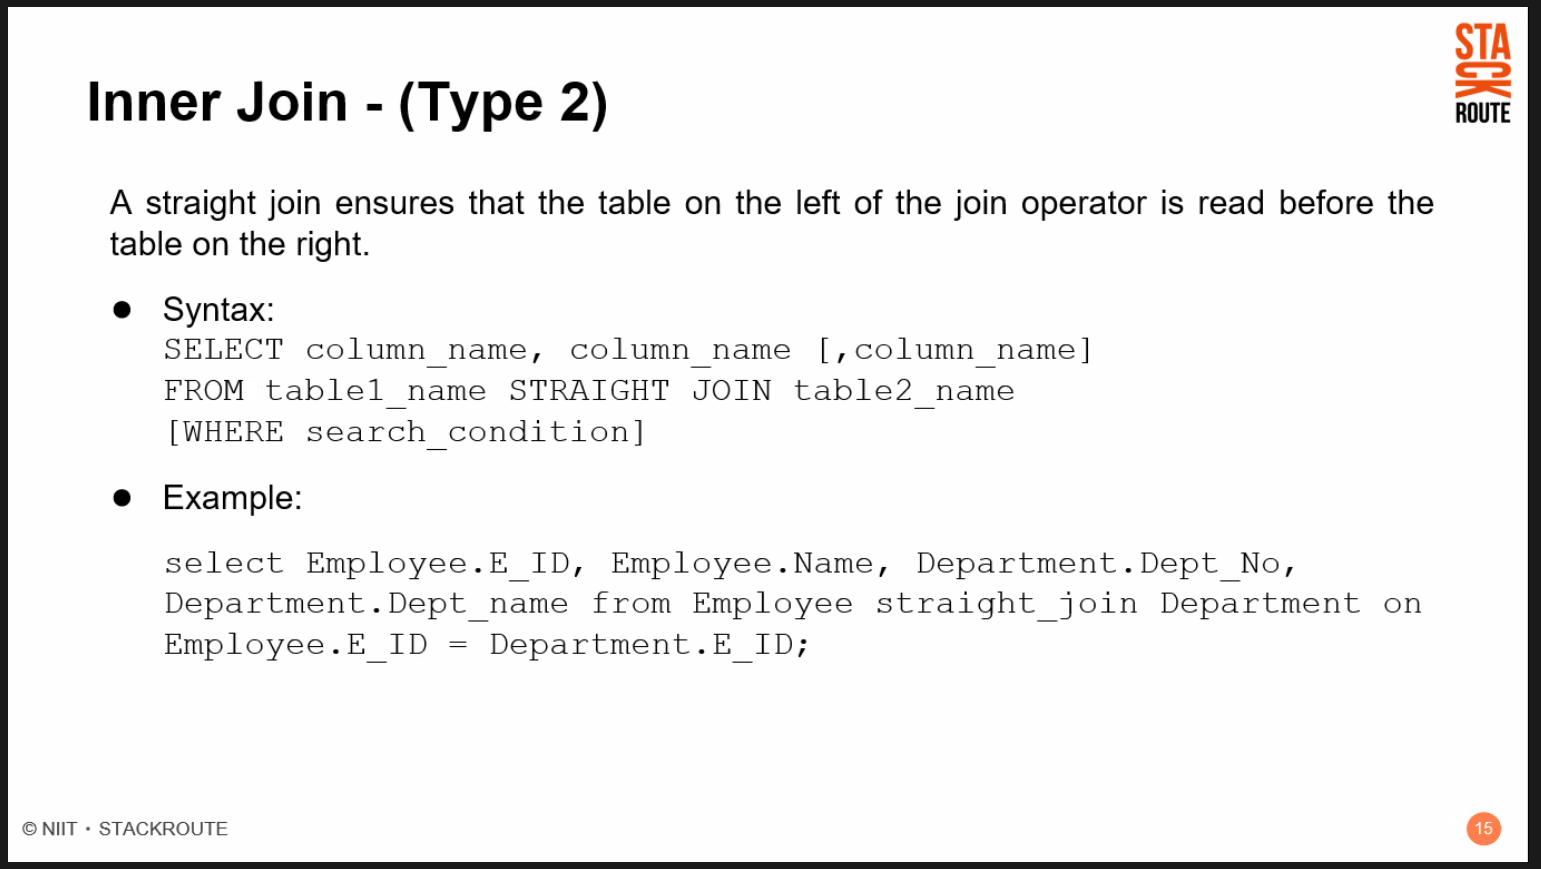 STA
CK
ROUTE
Inner Join - (Type 2)
A straight join ensures that the table on the left of the join operator is read before the
table on the right.
● Syntax:
SELECT column_name, column_name [,column_name]
FROM table1_name STRAIGHT JOIN table2_name
[WHERE search_condition]
● Example:
select Employee.E_ID, Employee.Name, Department.Dept_No,
Department.Dept_name from Employee straight_join Department on
Employee.E_ID = Department.E_ID;
© NIIT • STACKROUTE
15